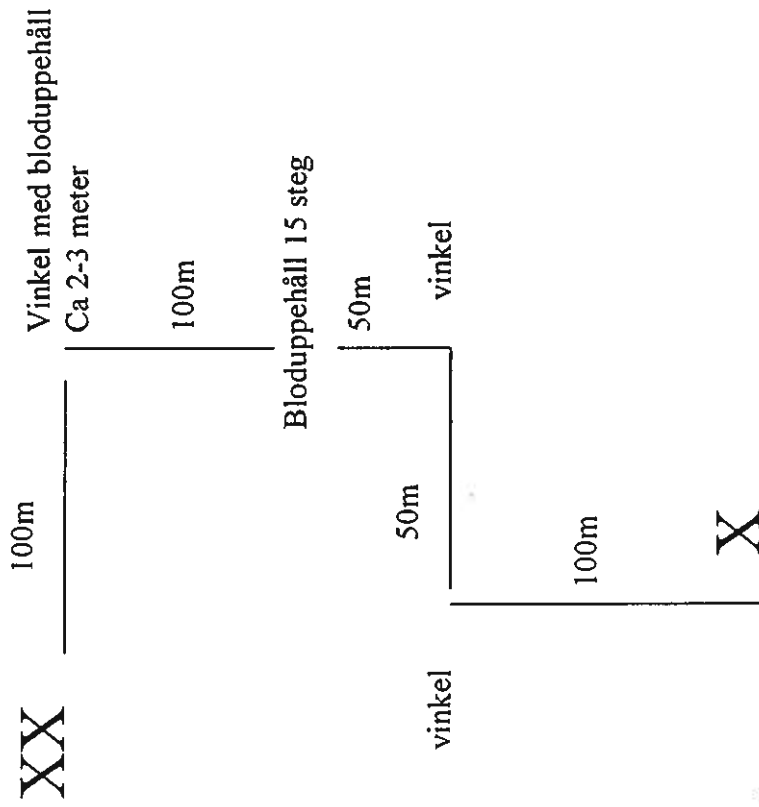 XX
100m
Vinkel med bloduppehåll
Ca 2-3 meter
100m
Bloduppehåll 15 steg
50m
50m
vinkel
vinkel
100m
X